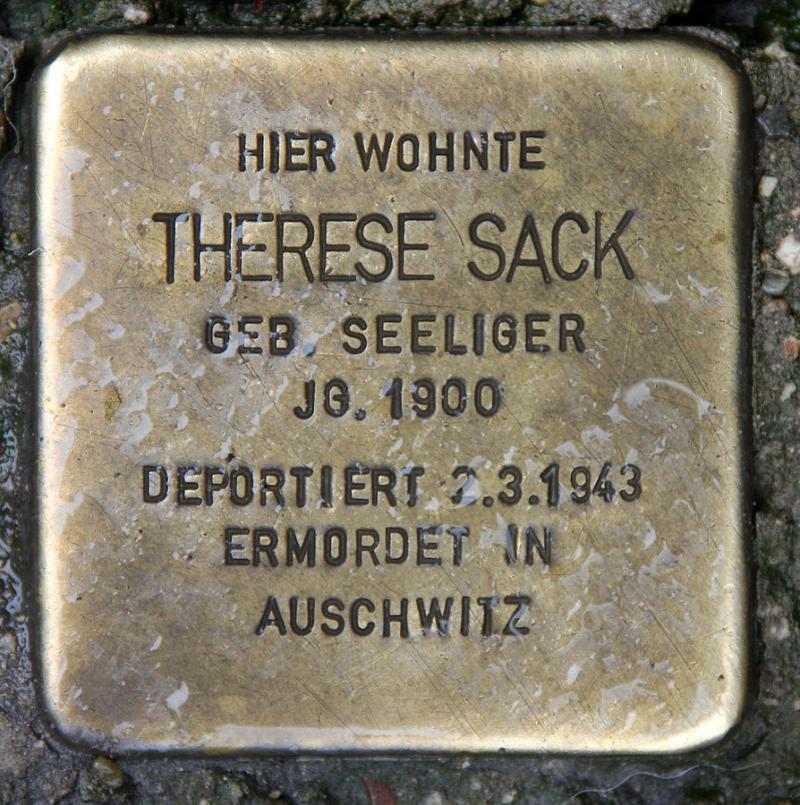 HIER WOHNTE
THERESE SACK
GEB. SEELIGER
JG. 1900
DEPORTIERT 2.3.1943
ERMORDET IN
AUSCHWITZ